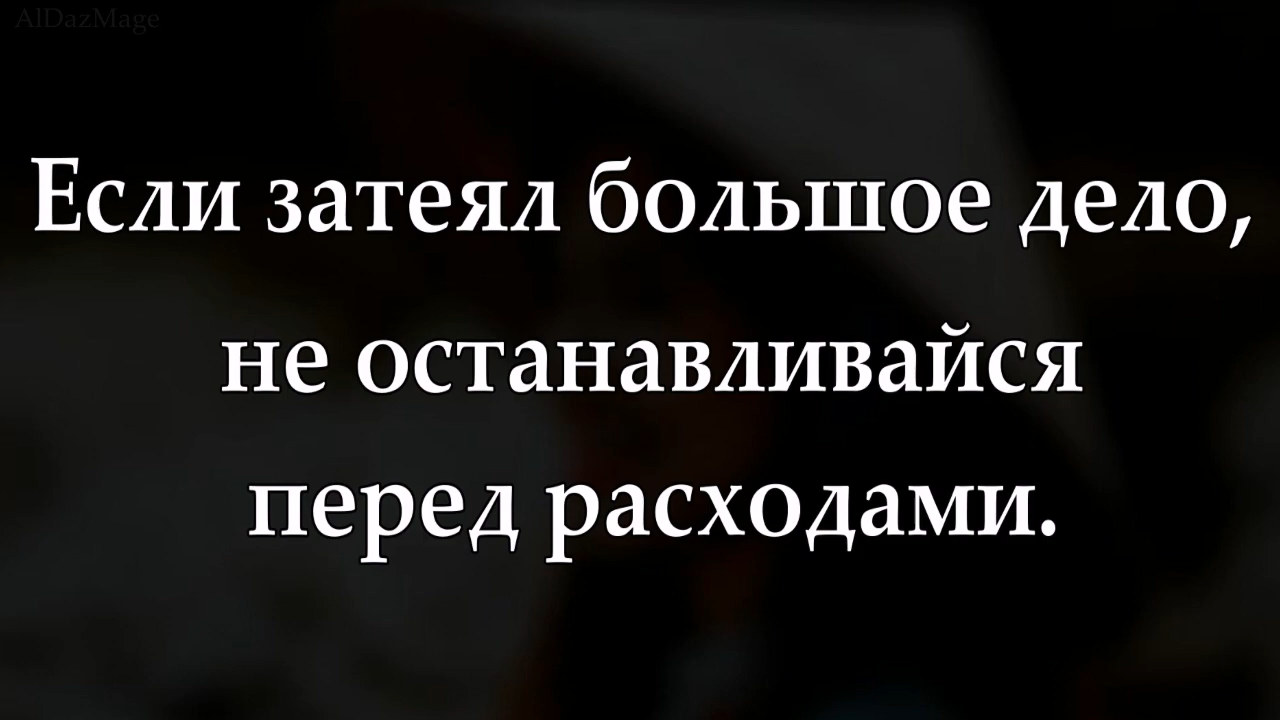 AlDazMage
Если затеял большое дело,
не останавливайся
перед расходами.